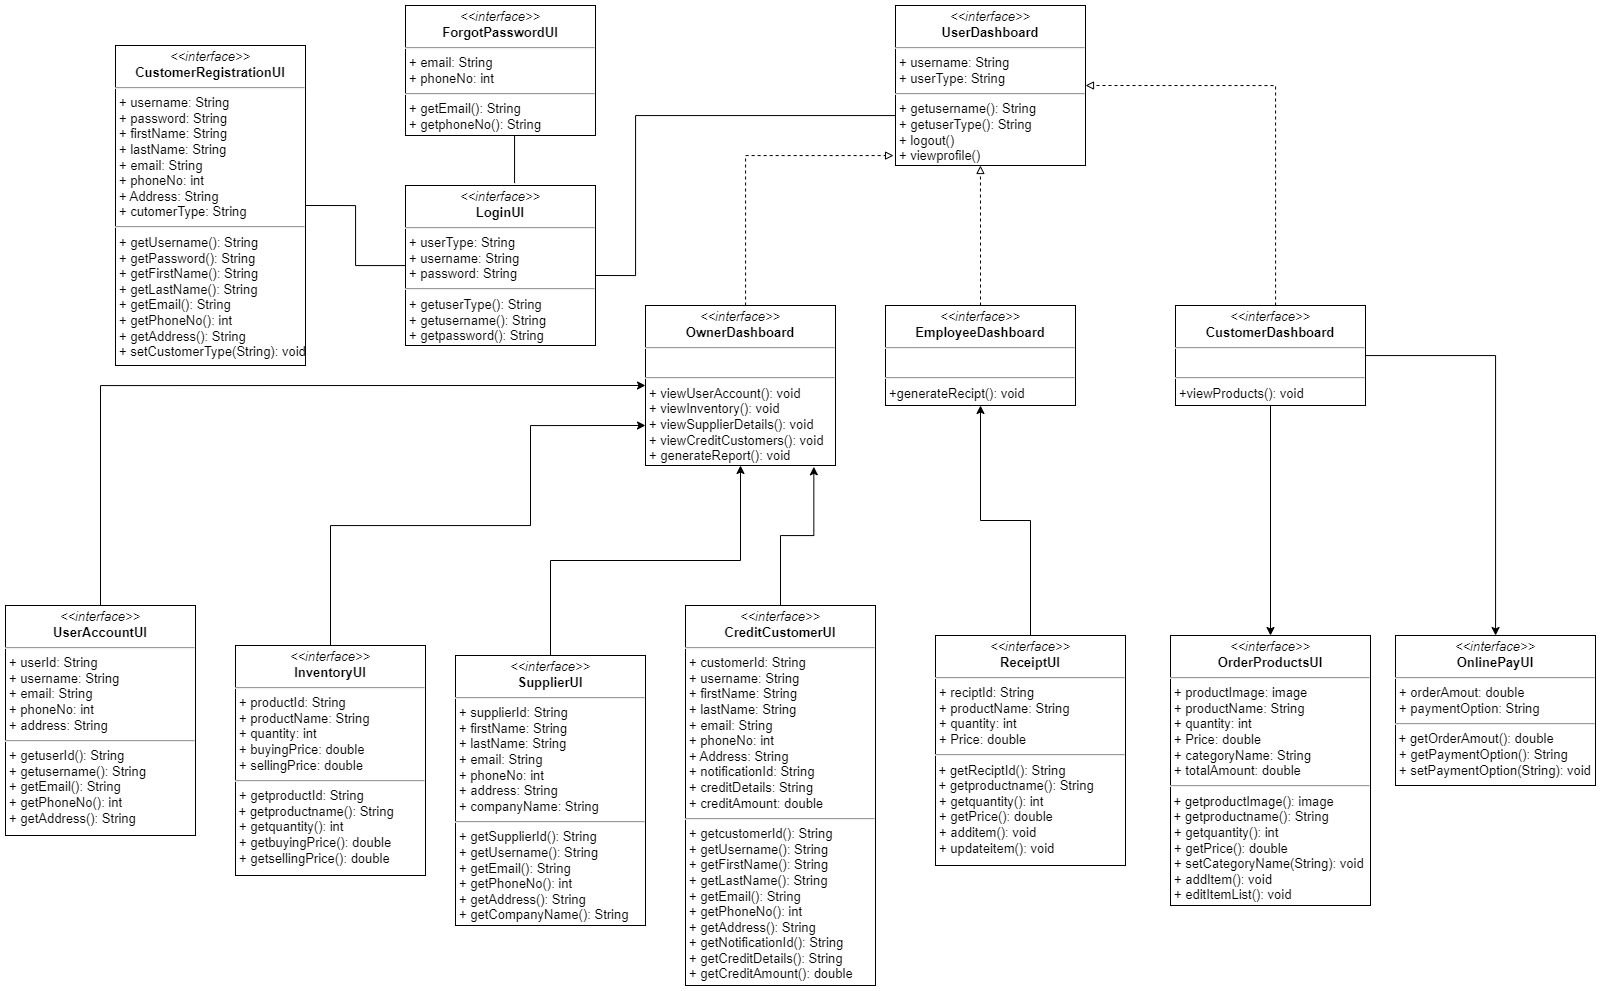 <<interface>>
CustomerRegistrationUI
+ username: String
+ password: String
+ firstName: String
+ lastName: String
+ email: String
+ phoneNo: int
+ Address: String
+ cutomerType: String
+ getUsername(): String
+ getPassword(): String
+ getFirstName(): String
+ getLastName(): String
+ getEmail(): String
+ getPhoneNo(): int
+ getAddress(): String
+ setCustomerType(String): void
<<interface>>
ForgotPasswordUI
+ email: String
+ phoneNo: int
+ getEmail(): String
+ getphoneNo(): String
<<interface>>
LoginUI
+ userType: String
+ username: String
+ password: String
+ getuserType(): String
+ getusername(): String
+ getpassword(): String
<<interface>>
UserDashboard
+ username: String
+ userType: String
+ getusername(): String
+ getuserType(): String
+ logout()
+ viewprofile()
<<interface>>
OwnerDashboard
+ viewUserAccount(): void
+ viewInventory(): void
+ viewSupplierDetails(): void
+ viewCreditCustomers(): void
+ generateReport(): void
<<interface>>
EmployeeDashboard
+generateRecipt(): void
<<interface>>
CustomerDashboard
+viewProducts(): void
<<interface>>
UserAccountUI
+ userId: String
+ username: String
+ email: String
+ phoneNo: int
+ address: String
+ getuserId(): String
+ getusername(): String
+ getEmail(): String
+ getPhoneNo(): int
+ getAddress(): String
<<interface>>
InventoryUI
+ productId: String
+ productName: String
+ quantity: int
+ buyingPrice: double
+ sellingPrice: double
+ getproductId: String
+ getproductname(): String
+ getquantity(): int
+ getbuyingPrice(): double
+ getsellingPrice(): double
<<interface>>
SupplierUI
+ supplierId: String
+ firstName: String
+ lastName: String
+ email: String
+ phoneNo: int
+ address: String
+ companyName: String
+ getSupplierId(): String
+ getUsername(): String
+ getEmail(): String
+ getPhoneNo(): int
+ getAddress(): String
+ getCompanyName(): String
<<interface>>
CreditCustomerUI
+ customerId: String
+ username: String
+ firstName: String
+ lastName: String
+ email: String
+ phoneNo: int
+ Address: String
+ notificationId: String
+ creditDetails: String
+ creditAmount: double
+ getcustomerId(): String
+ getUsername(): String
+ getFirstName(): String
+ getLastName(): String
+ getEmail(): String
+ getPhoneNo(): int
+ getAddress(): String
+ getNotificationId(): String
+ getCreditDetails(): String
+ getCreditAmount(): double
<<interface>>
ReceiptUI
+ reciptId: String
+ productName: String
+ quantity: int
+ Price: double
+ getReciptId(): String
+ getproductname(): String
+ getquantity(): int
+ getPrice(): double
+ additem(): void
+ updateitem(): void
<<interface>>
OrderProductsUI
+ productImage: image
+ productName: String
+ quantity: int
+ Price: double
+ categoryName: String
+ totalAmount: double
+ getproductImage(): image
+ getproductname(): String
+ getquantity(): int
+ getPrice(): double
+ setCategoryName(String): void
+ addItem(): void
+ editItemList(): void
<<interface>>
OnlinePayUI
+ orderAmout: double
+ paymentOption: String
+ getOrderAmout(): double
+ getPaymentOption(): String
+ setPaymentOption(String): void